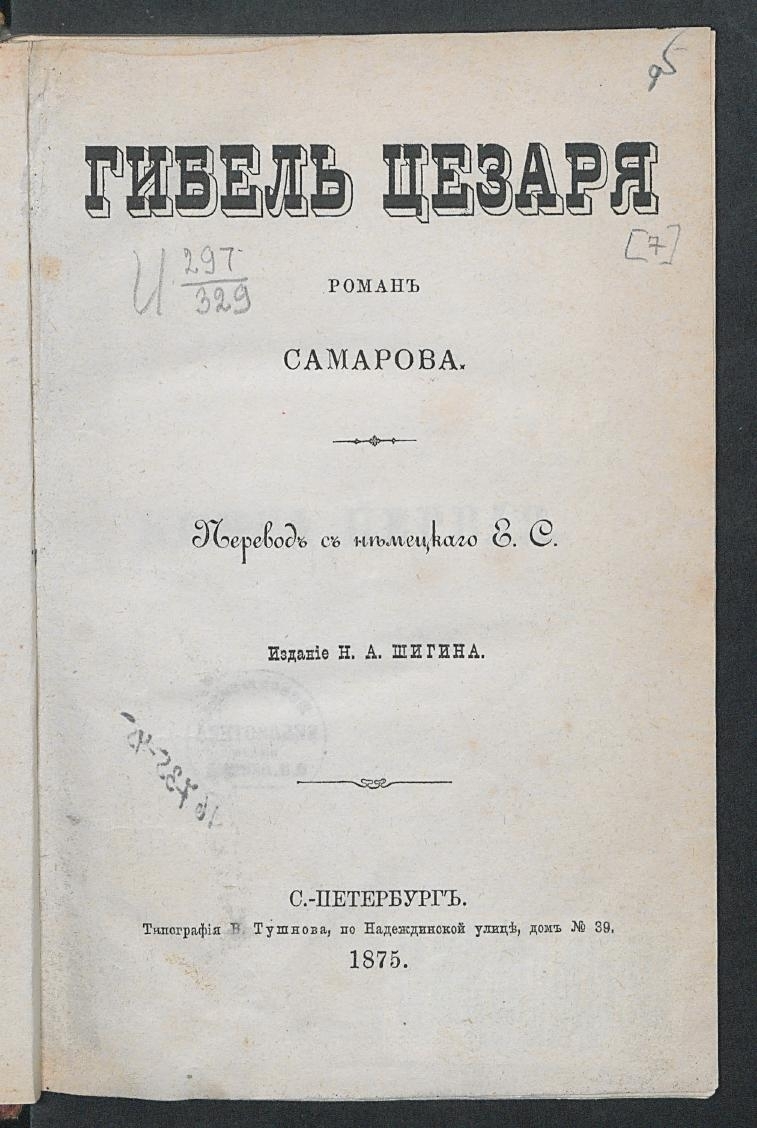 ГИБЕЛЬ ЦЕЗАРЯ
[7]
И 297
329
РОМАНЪ
САМАРОВА.
Переводъ съ нѣмецкаго Е. С.
Изданіе Н. А. ШИГИНА.
С.-ПЕТЕРБУРГЪ.
Типографія В. Тушнова, по Надеждинской улицѣ, домъ № 39.
1875.